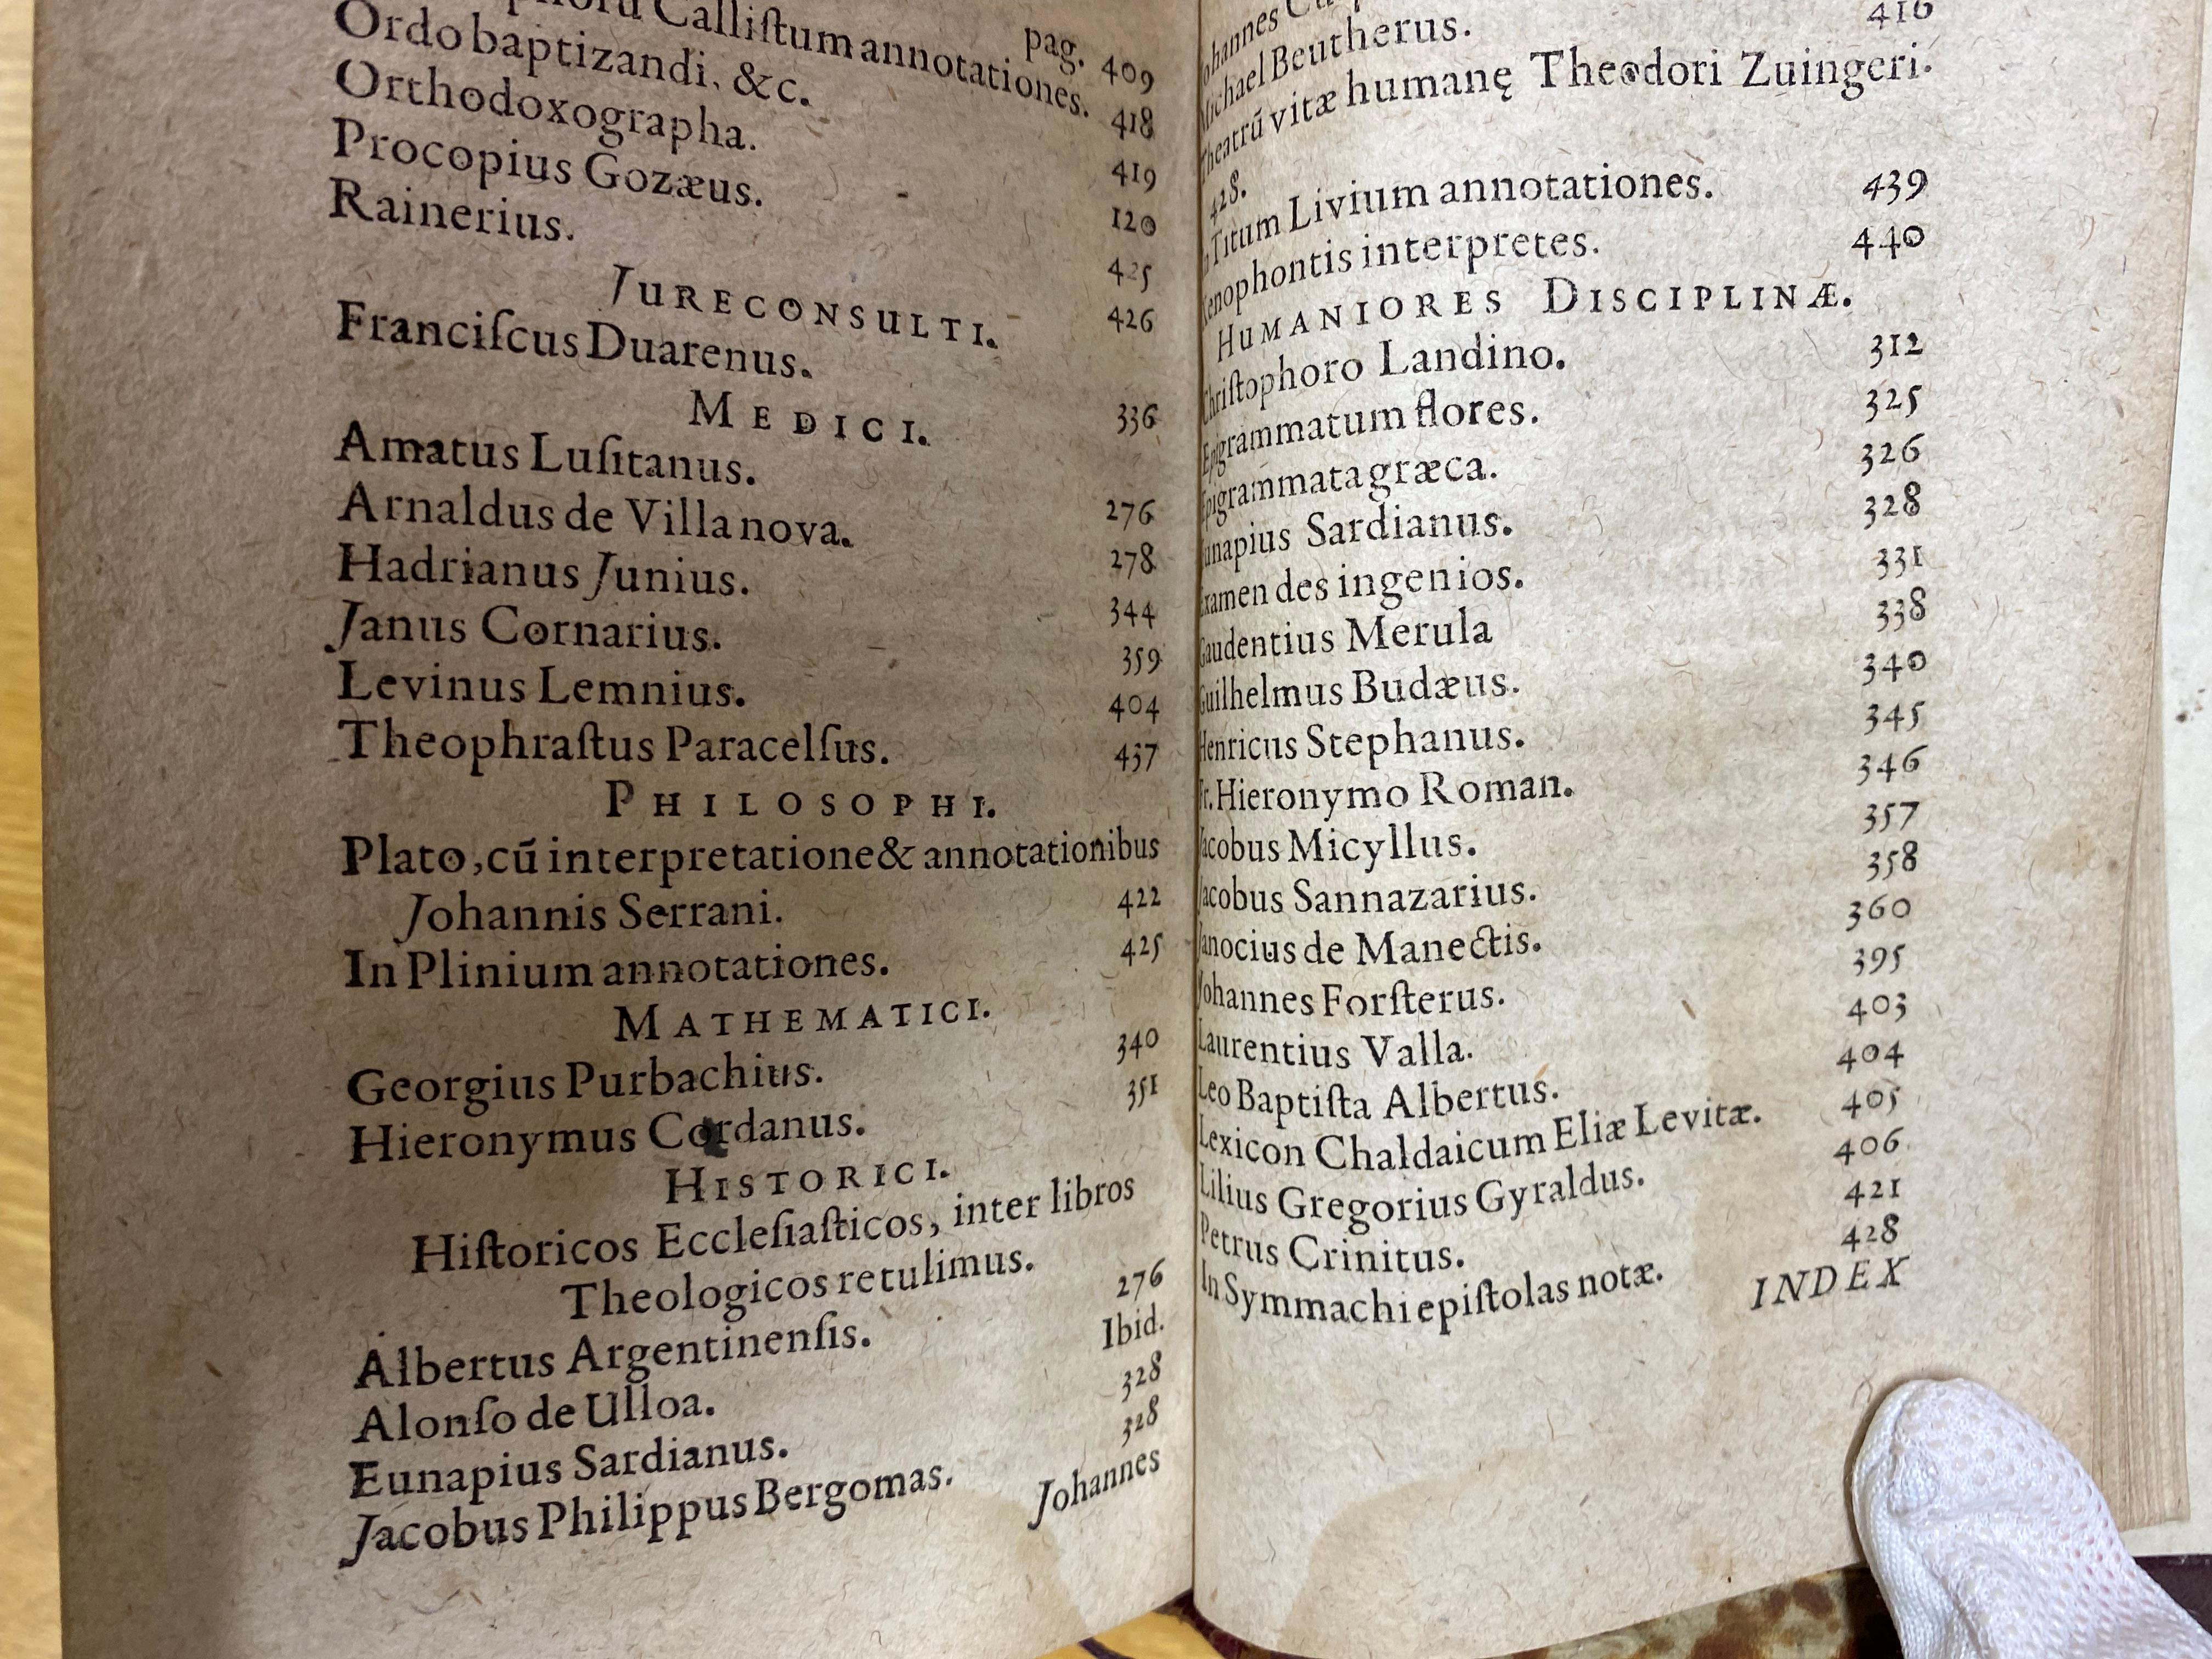 pag. 409
Calliſtum annotationes. 418
Ordo baptizandi, &c. 419
Orthodoxographa. 120
Procopius Gozæus. 425
Rainerius. 426
JURECONSULTI.
Franciſcus Duarenus. 336
MEDICI.
Amatus Luſitanus. 276
Arnaldus de Villa nova. 278
Hadrianus Junius. 344
Janus Cornarius. 359
Levinus Lemnius. 404
Theophraſtus Paracelſus. 437
PHILOSOPHI.
Plato, cū interpretatione & annotationibus
Johannis Serrani. 422
In Plinium annotationes. 425
MATHEMATICI.
Georgius Purbachius. 340
Hieronymus Cordanus. 351
HISTORICI.
Hiſtoricos Eccleſiaſticos, inter libros
Theologicos retulimus.
Albertus Argentinenſis. 276
Alonſo de Ulloa. Ibid.
Eunapius Sardianus. 328
Jacobus Philippus Bergomas. 328
Johannes
Johannes
Michael Beutherus. 416
Theatrū vitæ humanę Theodori Zuingeri.
428.
In Titum Livium annotationes. 439
Xenophontis interpretes. 440
HUMANIORES DISCIPLINÆ.
Chriſtophoro Landino. 312
Epigrammatum flores. 325
Epigrammata græca. 326
Eunapius Sardianus. 328
Examen des ingenios. 331
Gaudentius Merula 338
Guilhelmus Budæus. 340
Henricus Stephanus. 345
Fr. Hieronymo Roman. 346
Jacobus Micyllus. 357
Jacobus Sannazarius. 358
Janocius de Manectis. 360
Johannes Forſterus. 395
Laurentius Valla. 403
Leo Baptiſta Albertus. 404
Lexicon Chaldaicum Eliæ Levitæ. 405
Lilius Gregorius Gyraldus. 406
Petrus Crinitus. 421
In Symmachi epiſtolas notæ. 428
INDEX